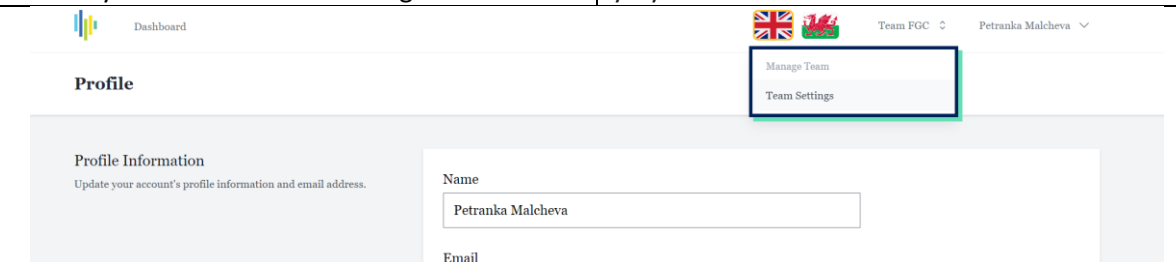 Dashboard
Team FGC
Petranka Malcheva
Manage Team
Team Settings
Profile
Profile Information
Update your account's profile information and email address.
Name
Petranka Malcheva
Email